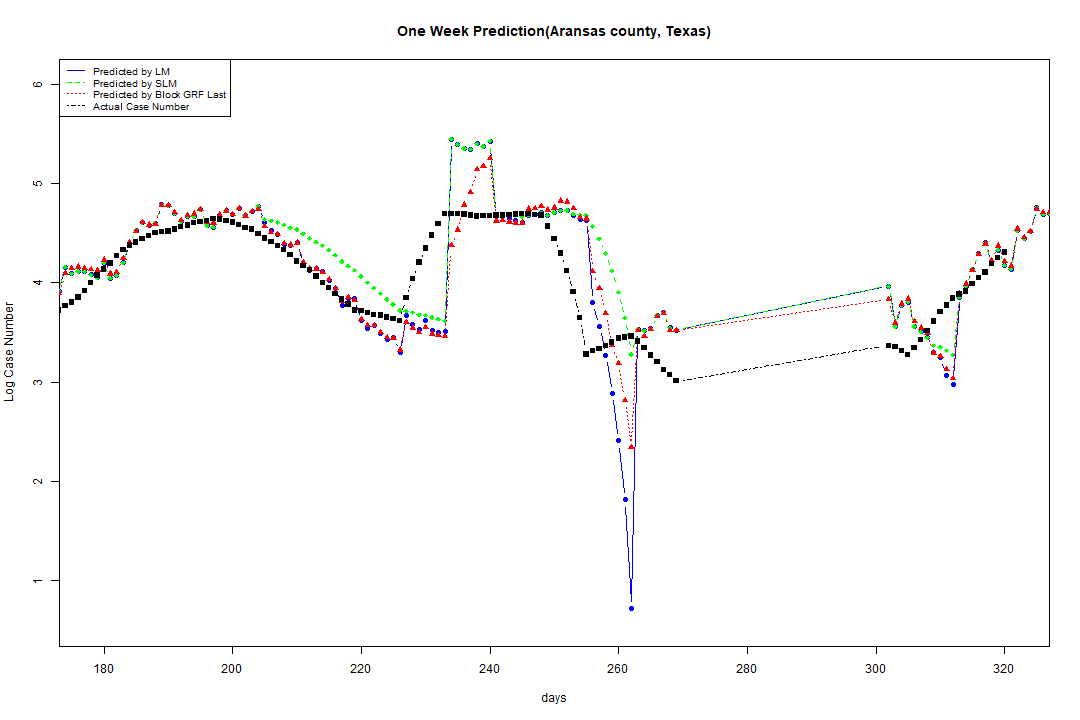 One Week Prediction(Aransas county, Texas)
Predicted by LM
Predicted by SLM
Predicted by Block GRF Last
Actual Case Number
6
5
4
3
2
1
Log Case Number
180 200 220 240 260 280 300 320
days